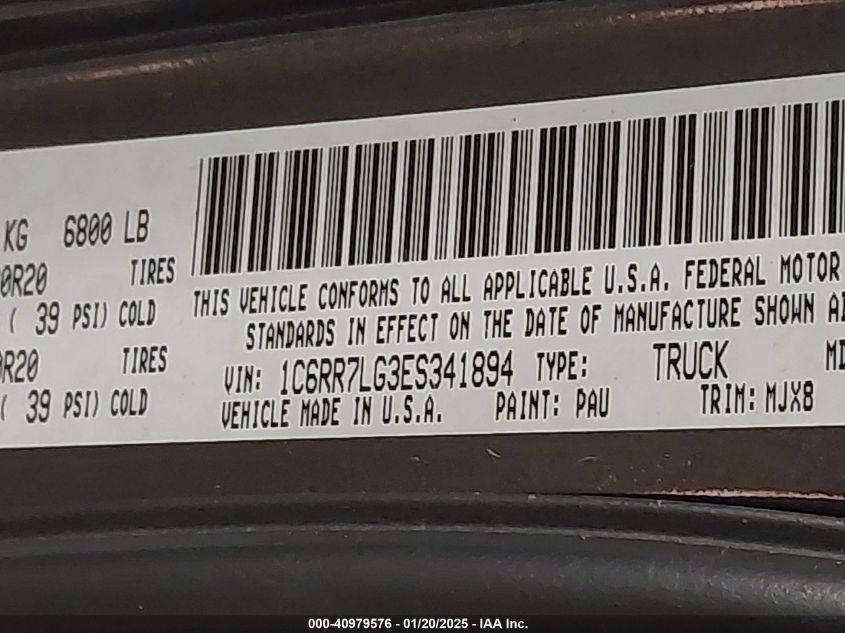 KG 6800 LB
0R20 TIRES
( 39 PSI) COLD
0R20 TIRES
( 39 PSI) COLD
THIS VEHICLE CONFORMS TO ALL APPLICABLE U.S.A. FEDERAL MOTOR
STANDARDS IN EFFECT ON THE DATE OF MANUFACTURE SHOWN
VIN: 1C6RR7LG3ES341894 TYPE: TRUCK
VEHICLE MADE IN U.S.A. PAINT: PAU TRIM: MJX8
000-40979576 - 01/20/2025 - IAA Inc.